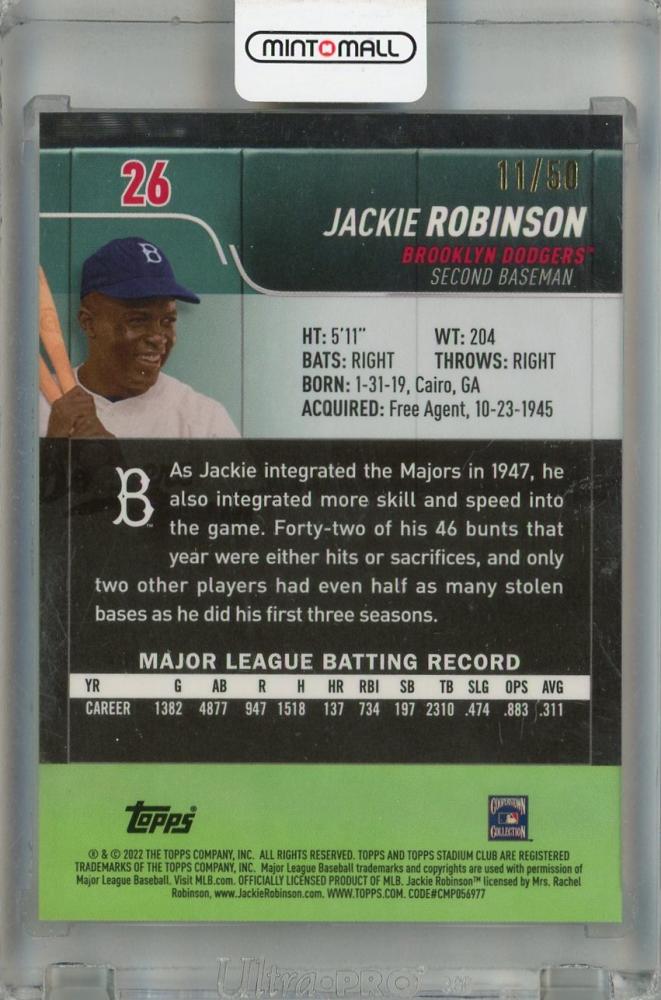 MINTMALL
26
11/50
JACKIE ROBINSON
BROOKLYN DODGERS™
SECOND BASEMAN
B
HT: 5'11" WT: 204
BATS: RIGHT THROWS: RIGHT
BORN: 1-31-19, Cairo, GA
ACQUIRED: Free Agent, 10-23-1945
B™
As Jackie integrated the Majors in 1947, he
also integrated more skill and speed into
the game. Forty-two of his 46 bunts that
year were either hits or sacrifices, and only
two other players had even half as many stolen
bases as he did his first three seasons.
MAJOR LEAGUE BATTING RECORD
YR G AB R H HR RBI SB TB SLG OPS AVG
CAREER 1382 4877 947 1518 137 734 197 2310 .474 .883 .311
Topps®
COOPERSTOWN
COLLECTION™
® & © 2022 THE TOPPS COMPANY, INC. ALL RIGHTS RESERVED. TOPPS AND TOPPS STADIUM CLUB ARE REGISTERED
TRADEMARKS OF THE TOPPS COMPANY, INC. Major League Baseball trademarks and copyrights are used with permission of
Major League Baseball. Visit MLB.com. OFFICIALLY LICENSED PRODUCT OF MLB. Jackie Robinson™ licensed by Mrs. Rachel
Robinson, www.JackieRobinson.com. WWW.TOPPS.COM. CODE#CMP056977
Ultra•PRO